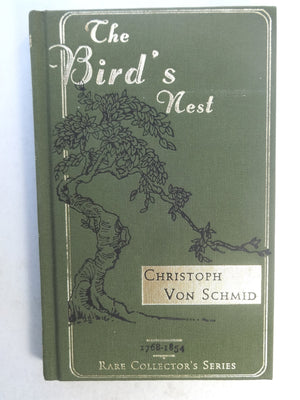 The
Bird's
Nest
CHRISTOPH
VON SCHMID
1768-1854
RARE COLLECTOR'S SERIES